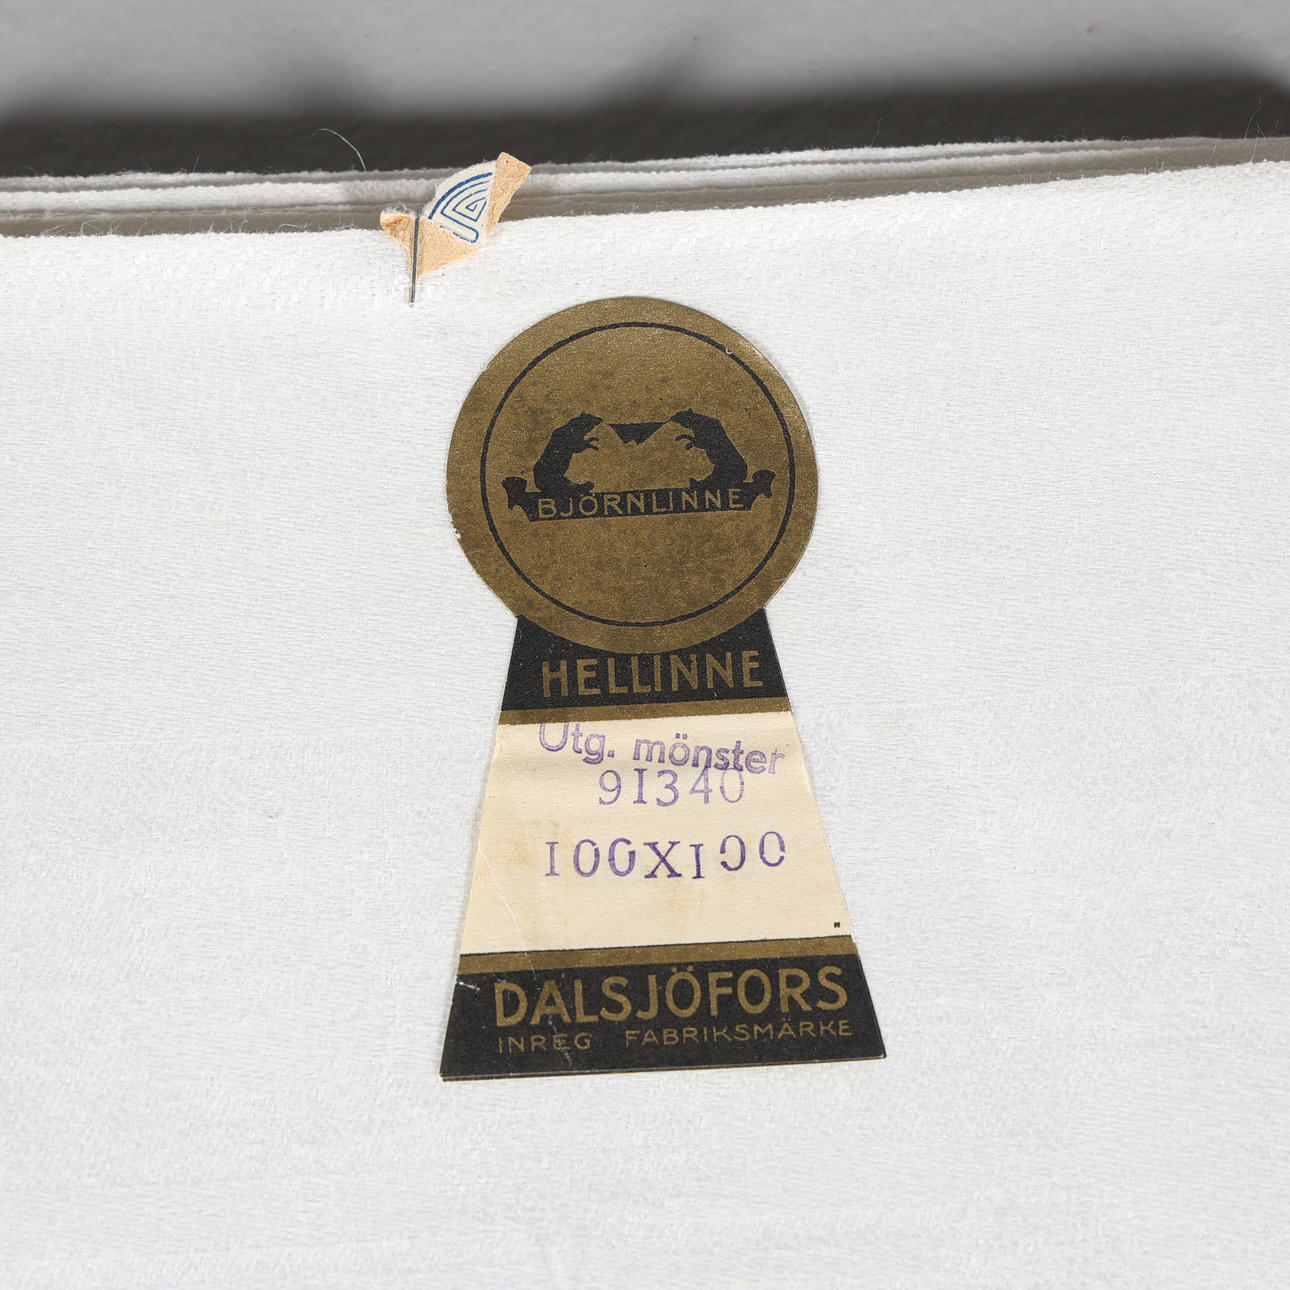 BJÖRNLINNE
HELLINNE
Utg. mönster
91340
100X100
DALSJÖFORS
INREG FABRIKSMÄRKE